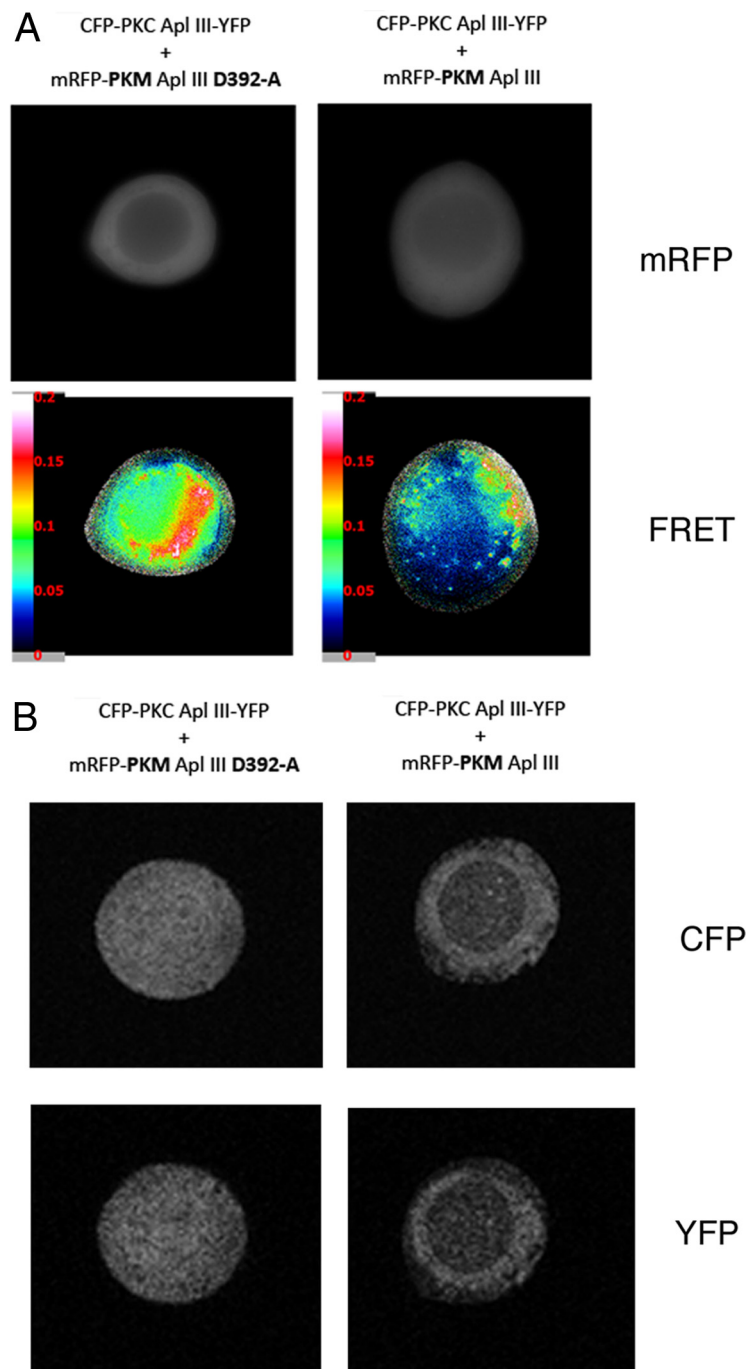 A
CFP-PKC Apl III-YFP
+
mRFP-PKM Apl III D392-A
CFP-PKC Apl III-YFP
+
mRFP-PKM Apl III
mRFP
0.2
0.15
0.1
0.05
0
0.2
0.15
0.1
0.05
0
FRET
B
CFP-PKC Apl III-YFP
+
mRFP-PKM Apl III D392-A
CFP-PKC Apl III-YFP
+
mRFP-PKM Apl III
CFP
YFP